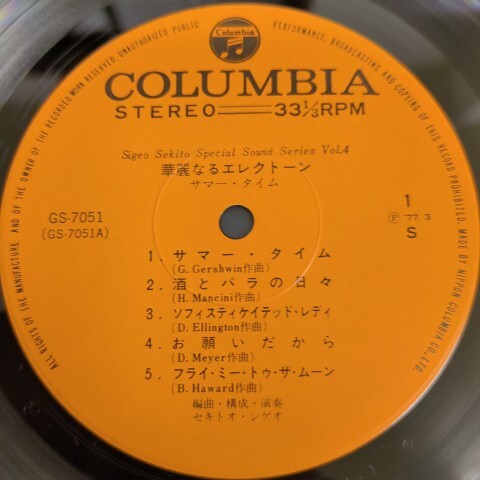 ALL RIGHTS OF THE MANUFACTURE AND OF THE OWNER OF THE RECORDED WORK RESERVED. UNAUTHORIZED PUBLIC PERFORMANCE, BROADCASTING AND COPYING OF THIS RECORD PROHIBITED. MADE BY NIPPON COLUMBIA CO., LTD.
Columbia
COLUMBIA
STEREO 33⅓RPM
Sigeo Sekito Special Sound Series Vol.4
華麗なるエレクトーン
サマー・タイム
GS-7051
(GS-7051A)
1
Ⓟ '77.3
S
1. サマー・タイム
(G. Gershwin作曲)
2. 酒とバラの日々
(H. Mancini作曲)
3. ソフィスティケイテッド・レディ
(D. Ellington作曲)
4. お願いだから
(D. Meyer作曲)
5. フライ・ミー・トゥ・ザ・ムーン
(B. Haward作曲)
編曲・構成・演奏
セキトオ・シゲオ